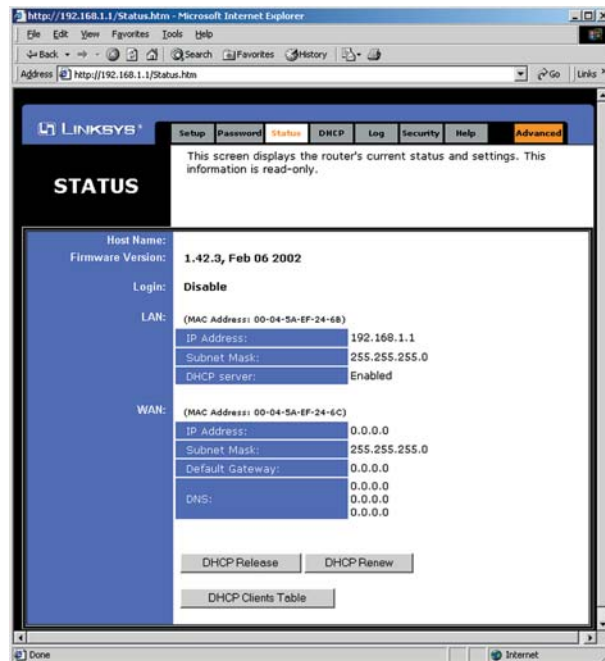 http://192.168.1.1/Status.htm - Microsoft Internet Explorer
File Edit View Favorites Tools Help
Back Search Favorites History
Address http://192.168.1.1/Status.htm Go Links
LINKSYS®
Setup Password Status DHCP Log Security Help Advanced
STATUS
This screen displays the router's current status and settings. This
information is read-only.
Host Name:
Firmware Version: 1.42.3, Feb 06 2002
Login: Disable
LAN: (MAC Address: 00-04-5A-EF-24-6B)
IP Address: 192.168.1.1
Subnet Mask: 255.255.255.0
DHCP server: Enabled
WAN: (MAC Address: 00-04-5A-EF-24-6C)
IP Address: 0.0.0.0
Subnet Mask: 255.255.255.0
Default Gateway: 0.0.0.0
DNS: 0.0.0.0
0.0.0.0
0.0.0.0
DHCP Release DHCP Renew
DHCP Clients Table
Done Internet